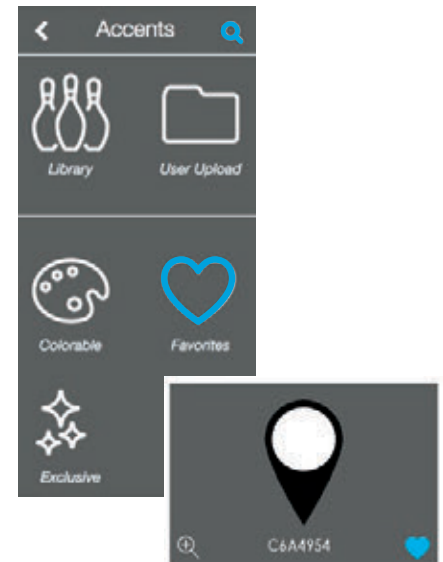 Accents
Library User Upload
Colorable Favorites
Exclusive
C6A4954